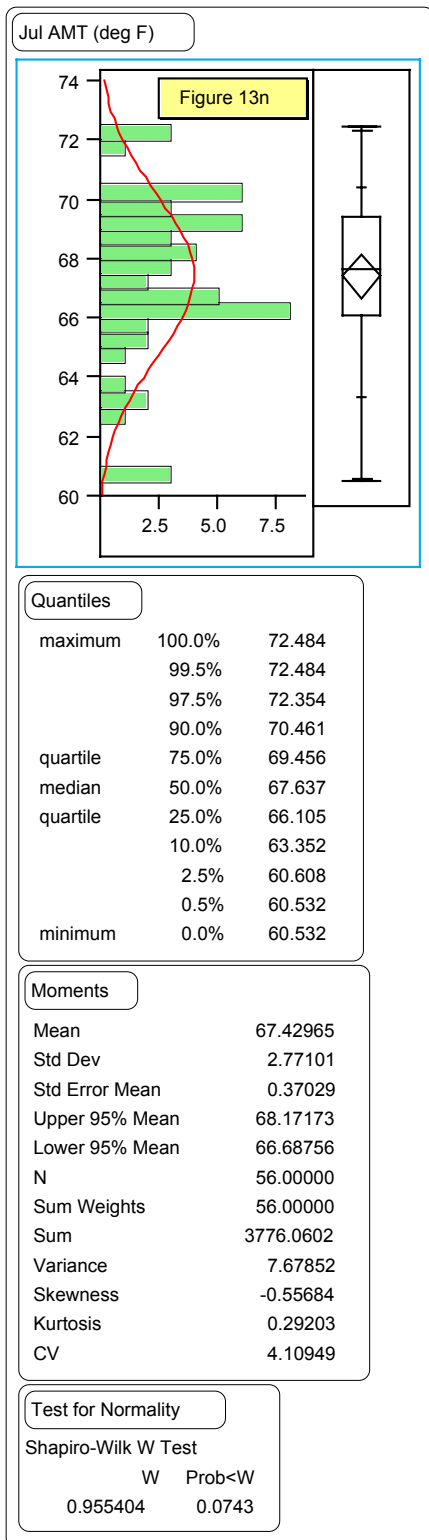 Jul AMT (deg F)
Figure 13n
74
72
70
68
66
64
62
60
2.5 5.0 7.5
Quantiles
maximum 100.0% 72.484
99.5% 72.484
97.5% 72.354
90.0% 70.461
quartile 75.0% 69.456
median 50.0% 67.637
quartile 25.0% 66.105
10.0% 63.352
2.5% 60.608
0.5% 60.532
minimum 0.0% 60.532
Moments
Mean 67.42965
Std Dev 2.77101
Std Error Mean 0.37029
Upper 95% Mean 68.17173
Lower 95% Mean 66.68756
N 56.00000
Sum Weights 56.00000
Sum 3776.0602
Variance 7.67852
Skewness -0.55684
Kurtosis 0.29203
CV 4.10949
Test for Normality
Shapiro-Wilk W Test
W Prob<W
0.955404 0.0743